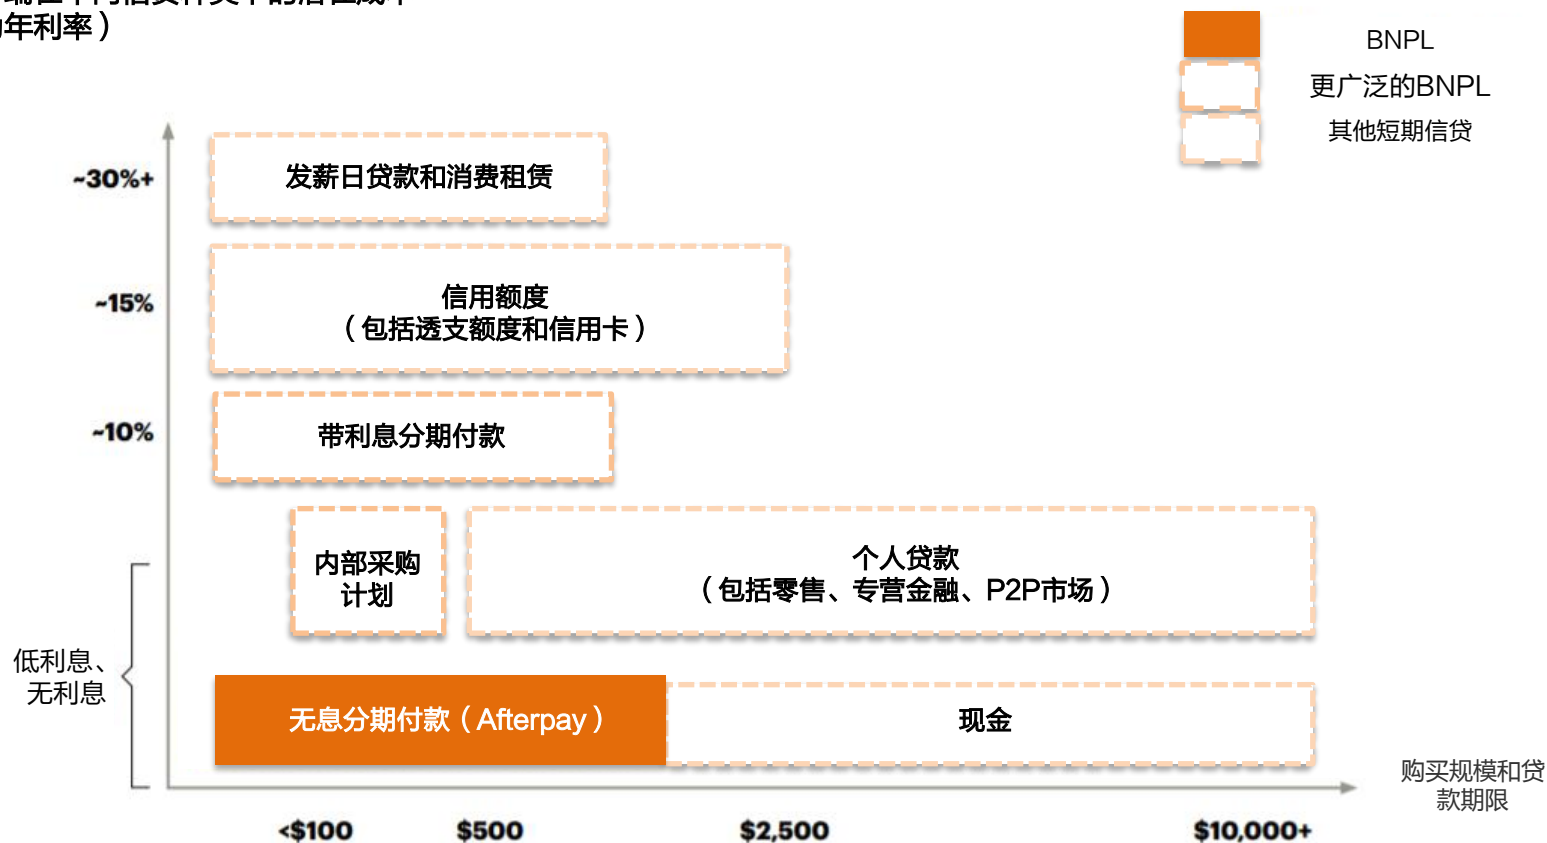 年利率）
BNPL
更广泛的BNPL
其他短期信贷
~30%+
发薪日贷款和消费租赁
~15%
信用额度
（包括透支额度和信用卡）
~10%
带利息分期付款
内部采购
计划
个人贷款
（包括零售、专营金融、P2P市场）
低利息、
无利息
无息分期付款（Afterpay）
现金
购买规模和贷
款期限
<$100
$500
$2,500
$10,000+